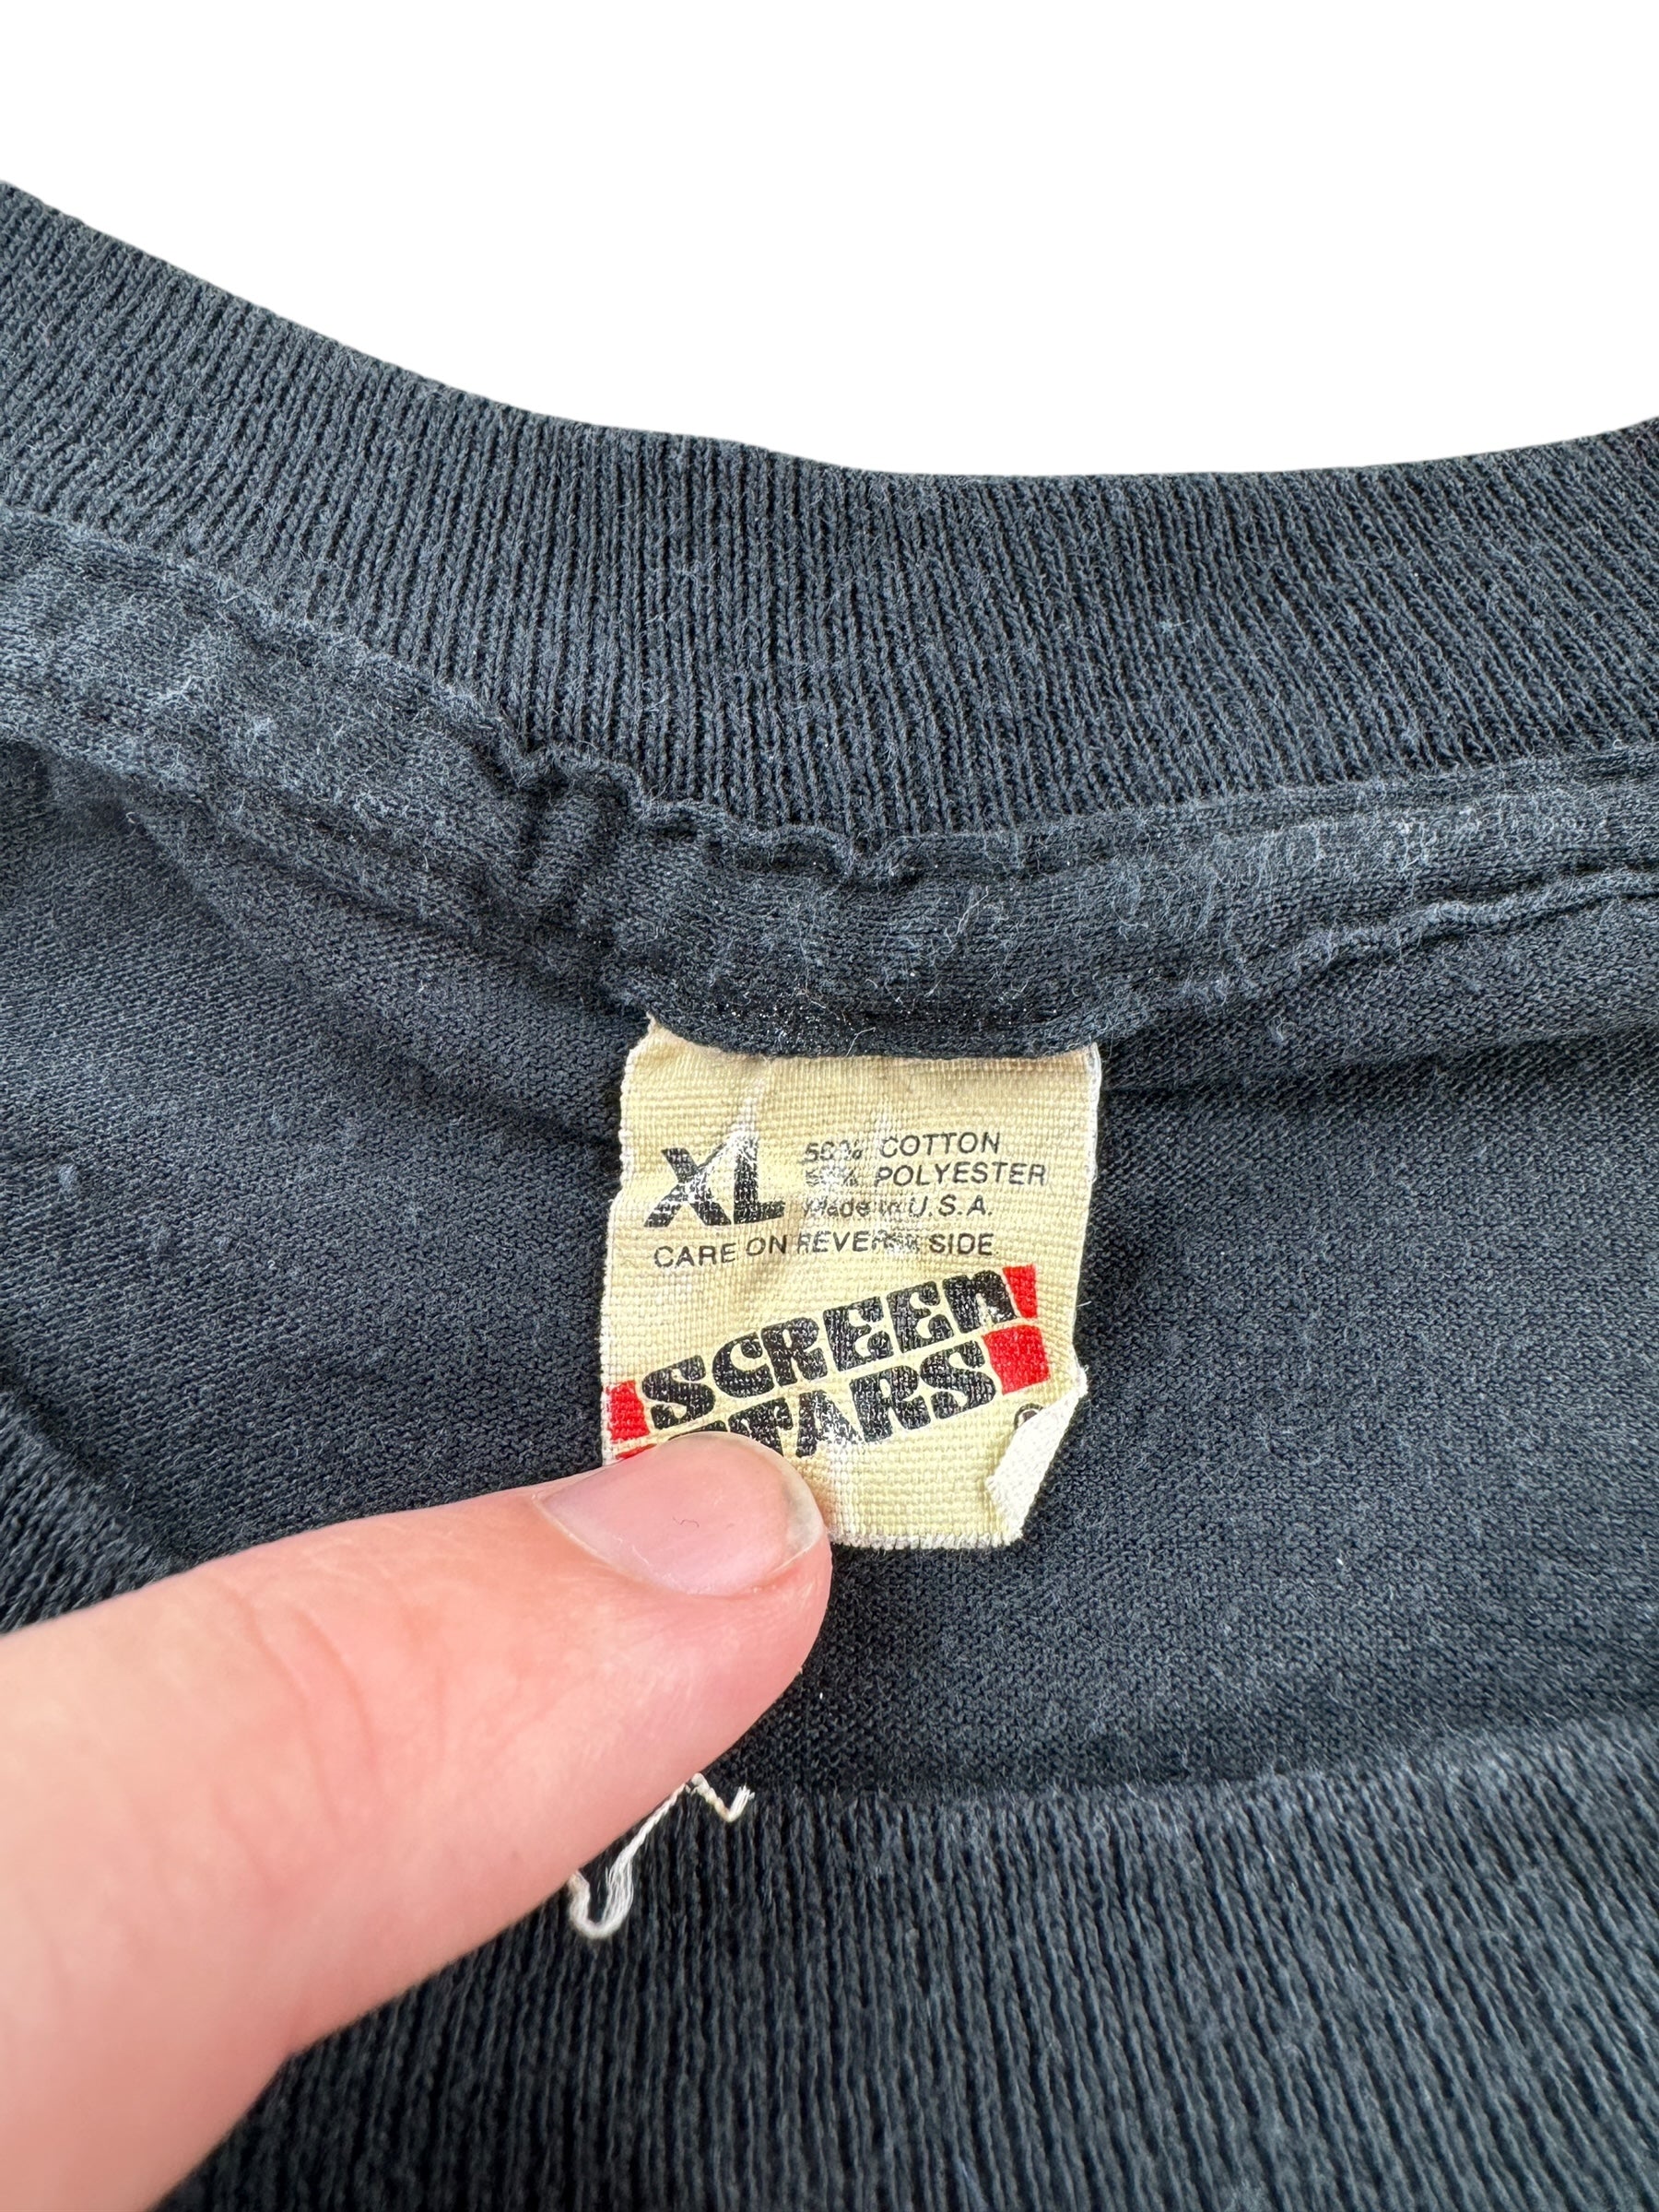 XL
50% COTTON
50% POLYESTER
Made in U.S.A.
CARE ON REVERSE SIDE
SCREEN
STARS
®